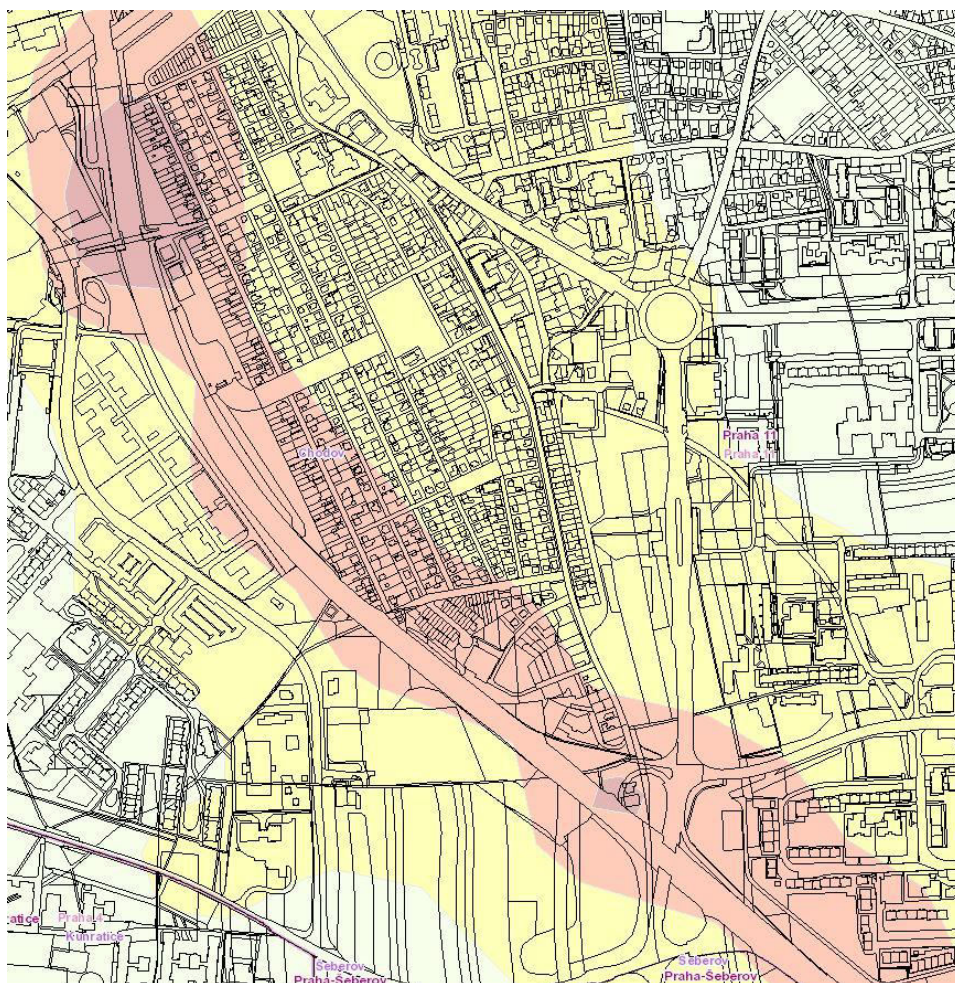 Praha 11
Praha 11
Chodov
atice
Praha 4
Kunratice
Šeberov
Praha-Šeberov
Šeberov
Praha-Šeberov